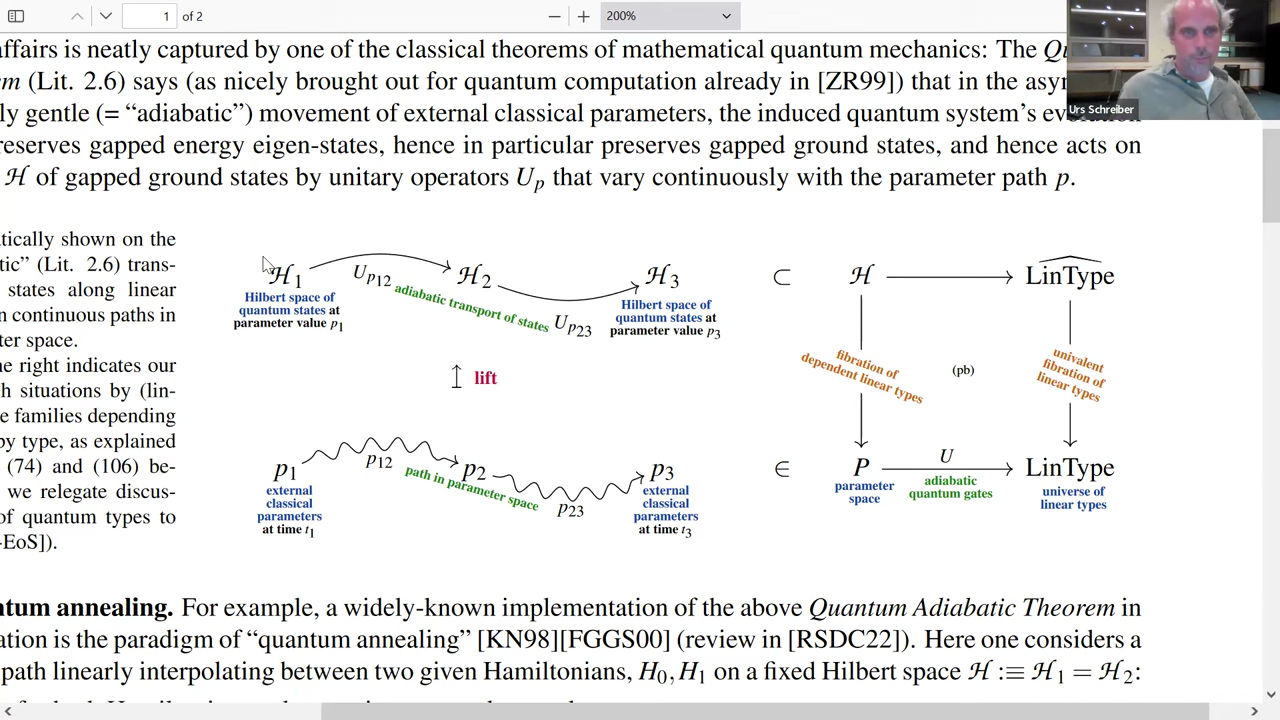 1 of 2 200%
Urs Schreiber
affairs is neatly captured by one of the classical theorems of mathematical quantum mechanics: The
(Lit. 2.6) says (as nicely brought out for quantum computation already in [ZR99]) that in the
ly gentle (= “adiabatic”) movement of external classical parameters, the induced quantum system’s
reserves gapped energy eigen-states, hence in particular preserves gapped ground states, and hence acts on
ℋ of gapped ground states by unitary operators Uₚ that vary continuously with the parameter path p.
atically shown on the
tic” (Lit. 2.6) trans-
states along linear
n continuous paths in
ter space.
he right indicates our
h situations by (lin-
e families depending
by type, as explained
(74) and (106) be-
we relegate discus-
of quantum types to
-EoS]).
ℋ1 U_p12 ℋ2 ℋ3
Hilbert space of
quantum states at
parameter value p1
adiabatic transport of states
U_p23
Hilbert space of
quantum states at
parameter value p3
lift
p1 p12 p2 p3
external
classical
parameters
at time t1
path in parameter space
p23
external
classical
parameters
at time t3
⊂ ℋ LinType
fibration of
dependent linear types
(pb)
univalent
fibration of
linear types
∈ P U LinType
parameter
space
adiabatic
quantum gates
universe of
linear types
ntum annealing. For example, a widely-known implementation of the above Quantum Adiabatic Theorem in
ation is the paradigm of “quantum annealing” [KN98][FGGS00] (review in [RSDC22]). Here one considers a
path linearly interpolating between two given Hamiltonians, H0, H1 on a fixed Hilbert space ℋ :≡ ℋ1 = ℋ2: